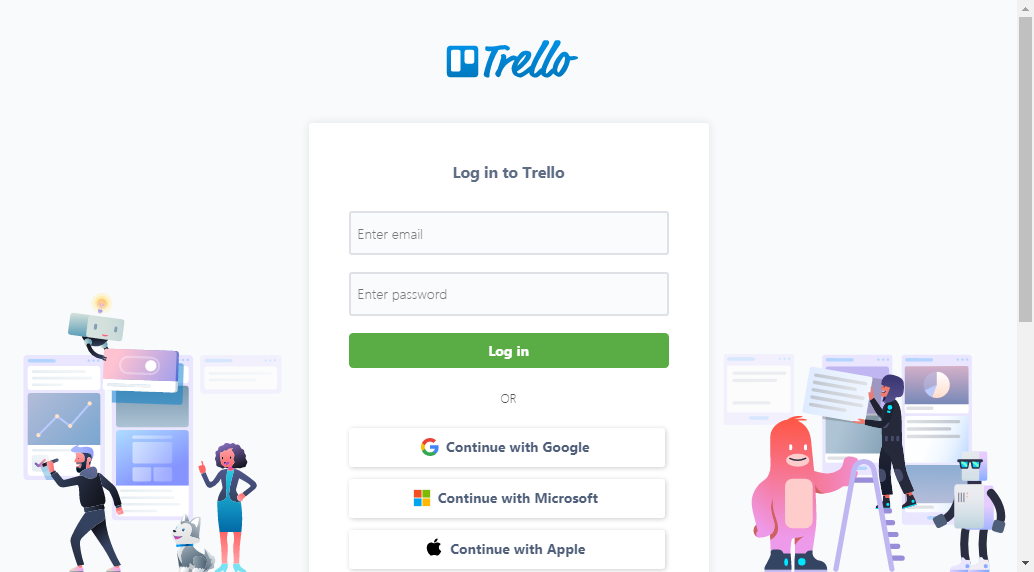 Trello
Log in to Trello
Enter email
Enter password
Log in
OR
Continue with Google
Continue with Microsoft
Continue with Apple